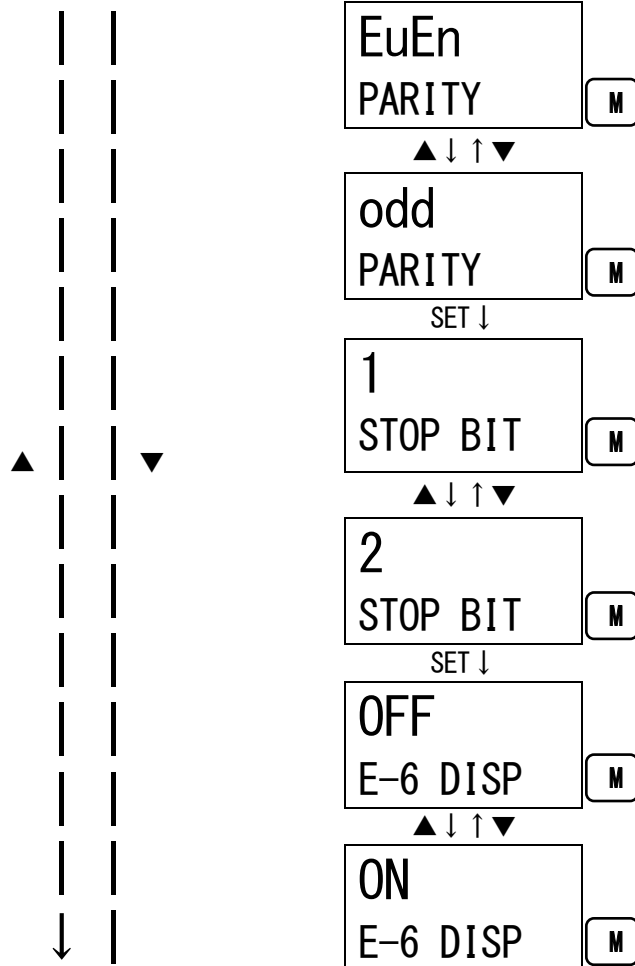 EuEn
PARITY M
▲↓↑▼
odd
PARITY M
SET↓
1
STOP BIT M
▲ ▼
▲↓↑▼
2
STOP BIT M
SET↓
OFF
E-6 DISP M
▲↓↑▼
ON
E-6 DISP M